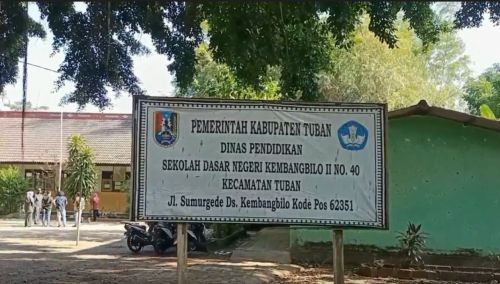 PEMERINTAH KABUPATEN TUBAN
DINAS PENDIDIKAN
SEKOLAH DASAR NEGERI KEMBANGBILO II NO. 40
KECAMATAN TUBAN
Jl. Sumurgede Ds. Kembangbilo Kode Pos 62351